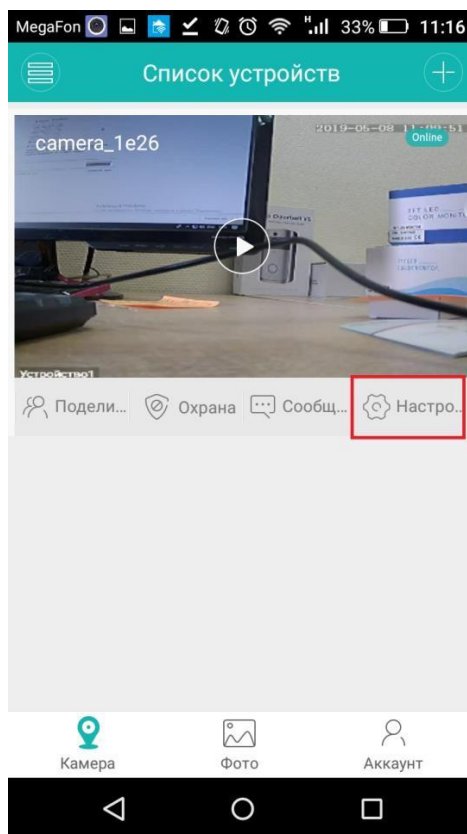 MegaFon 33% 11:16
Список устройств
camera_1e26
2019-05-08
Online
Устройство1
Подели... Охрана Сообщ... Настро..
Камера Фото Аккаунт